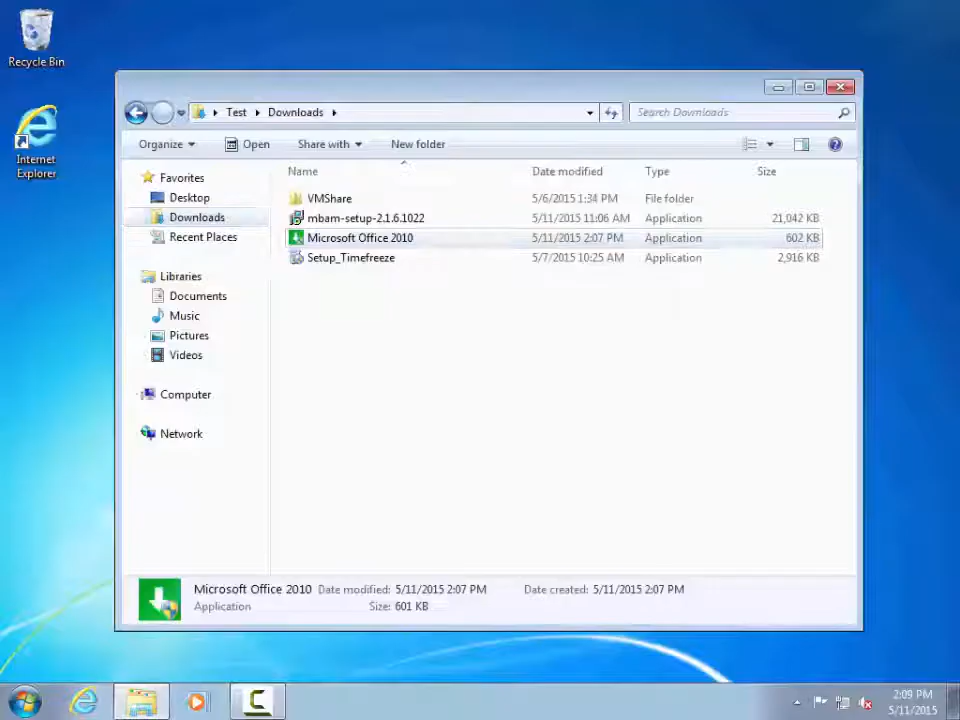 Recycle Bin
Internet
Explorer
Test Downloads
Search Downloads
Organize Open Share with New folder
Name Date modified Type Size
VMShare 5/6/2015 1:34 PM File folder
mbam-setup-2.1.6.1022 5/11/2015 11:06 AM Application 21,042 KB
Microsoft Office 2010 5/11/2015 2:07 PM Application 602 KB
Setup_Timefreeze 5/7/2015 10:25 AM Application 2,916 KB
Favorites
Desktop
Downloads
Recent Places
Libraries
Documents
Music
Pictures
Videos
Computer
Network
Microsoft Office 2010 Date modified: 5/11/2015 2:07 PM Date created: 5/11/2015 2:07 PM
Application Size: 601 KB
2:09 PM
5/11/2015